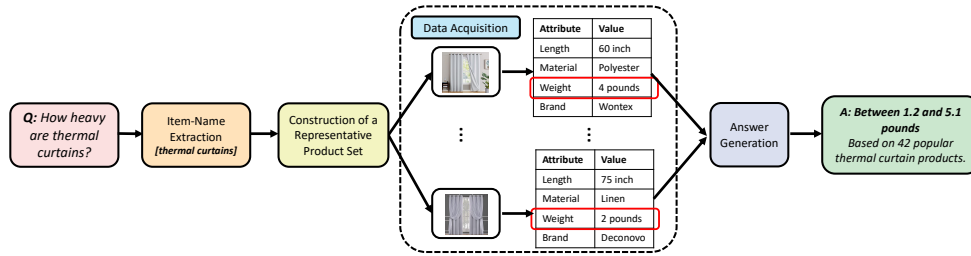 Q: How heavy
are thermal
curtains?
Item-Name
Extraction
[thermal curtains]
Construction of a
Representative
Product Set
Data Acquisition
Attribute Value
Length 60 inch
Material Polyester
Weight 4 pounds
Brand Wontex
...
...
Attribute Value
Length 75 inch
Material Linen
Weight 2 pounds
Brand Deconovo
Answer
Generation
A: Between 1.2 and 5.1
pounds
Based on 42 popular
thermal curtain products.